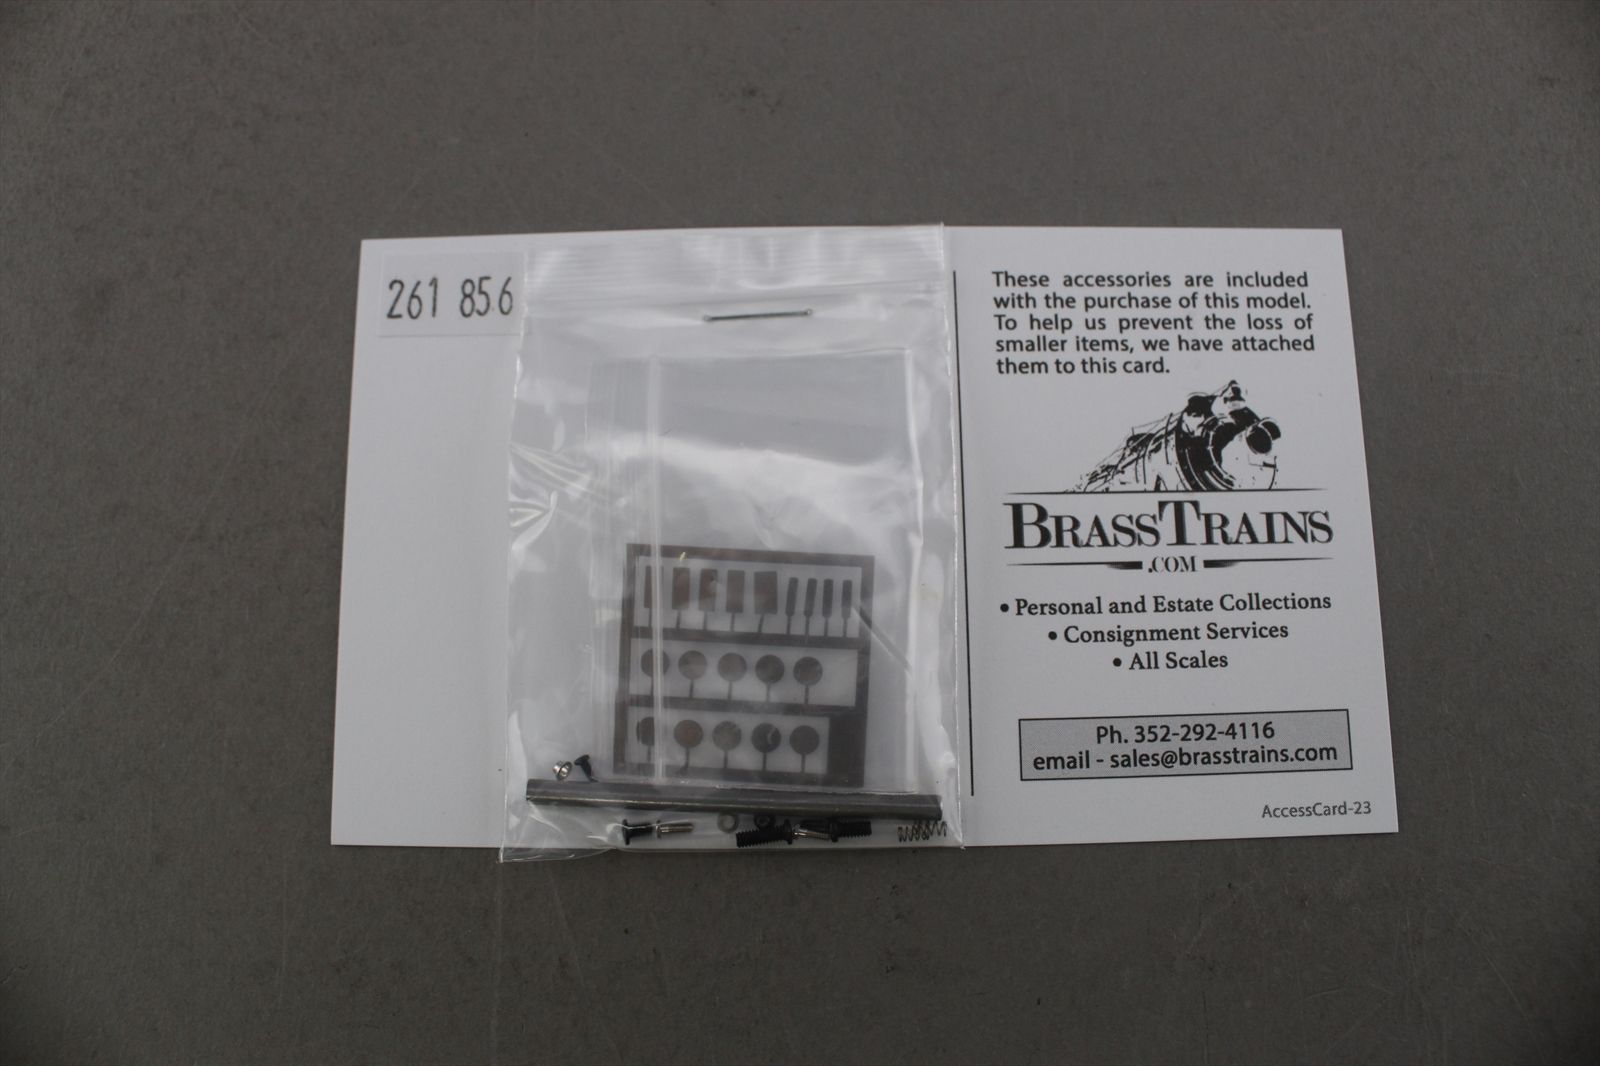 261 856
These accessories are included
with the purchase of this model.
To help us prevent the loss of
smaller items, we have attached
them to this card.
BRASSTRAINS
.COM
• Personal and Estate Collections
• Consignment Services
• All Scales
Ph. 352-292-4116
email - sales@brasstrains.com
AccessCard-23